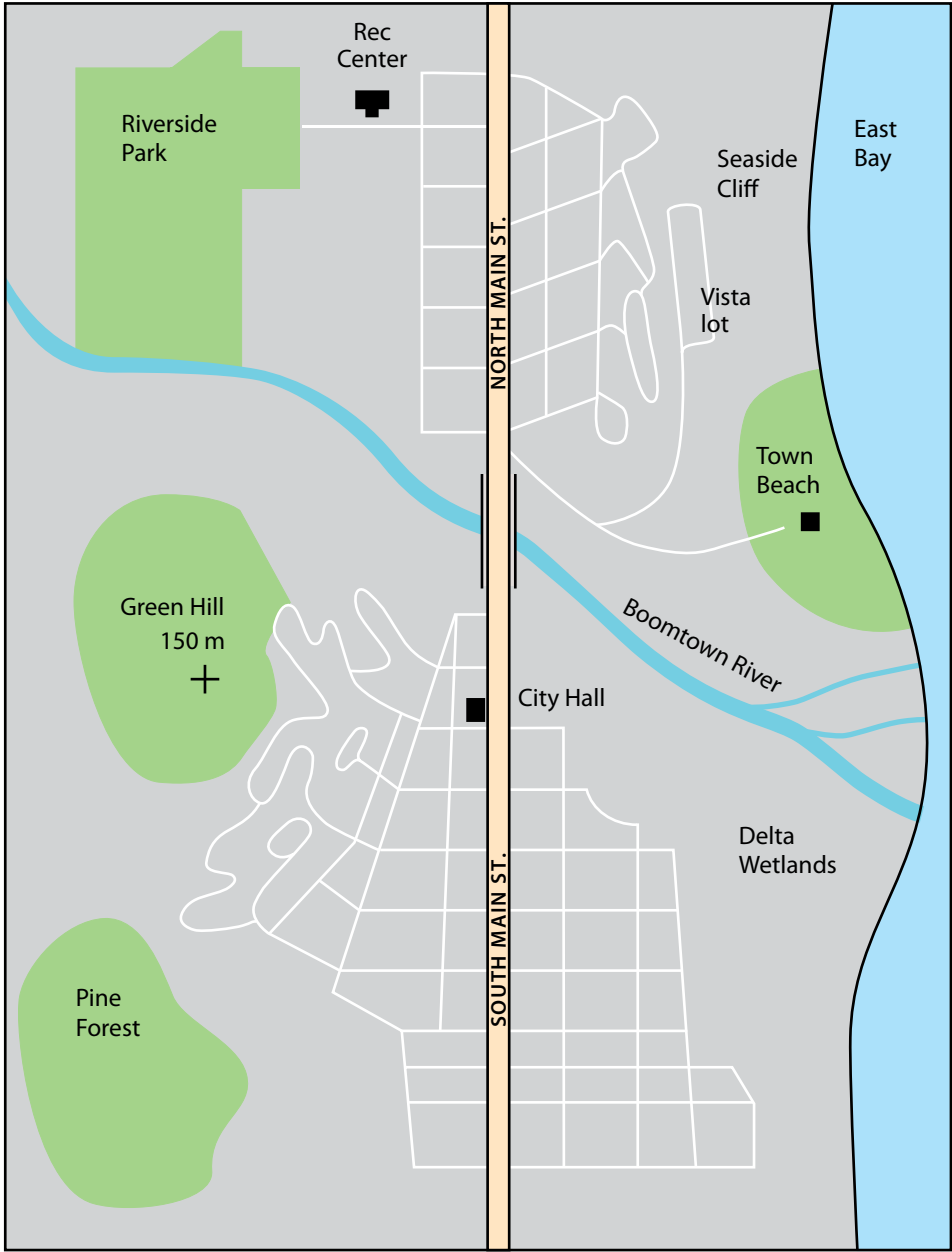 Rec
Center
Riverside
Park
East
Bay
Seaside
Cliff
NORTH MAIN ST.
Vista
lot
Town
Beach
Green Hill
150 m
Boomtown River
City Hall
Delta
Wetlands
SOUTH MAIN ST.
Pine
Forest